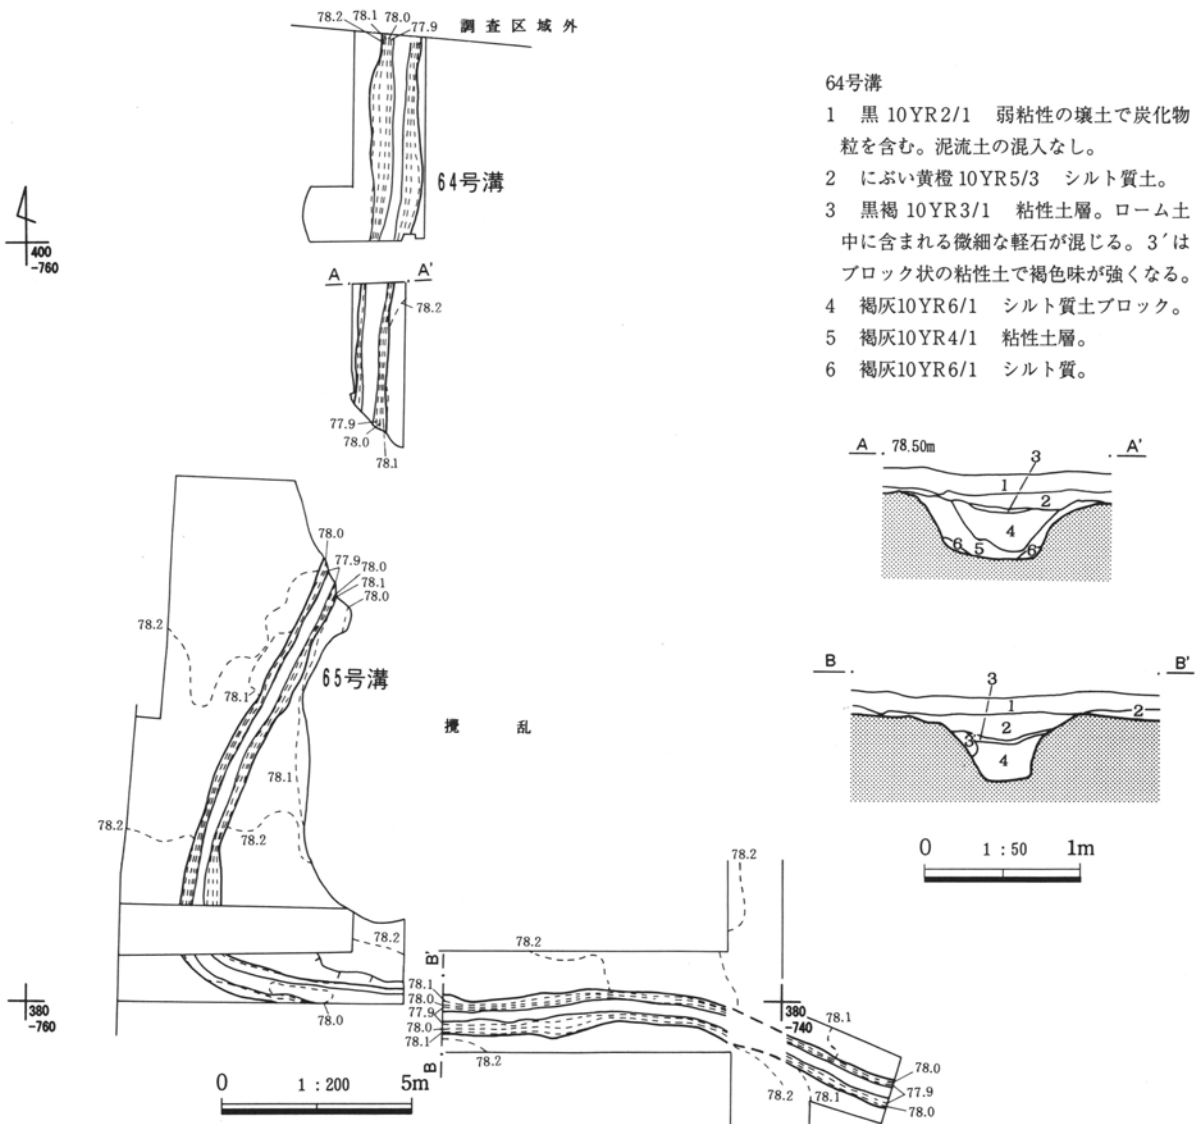 78.2 78.1 78.0 77.9 調査区域外
64号溝
400
-760
A A'
78.2
77.9
78.0
78.1
78.0
77.9 78.0
78.1
78.0
78.2
65号溝
78.1
攪 乱
78.1
78.2
78.2
78.2
78.2
78.2
B'
78.1
78.0
77.9
78.0
78.1
B
78.2
78.0
380
-760
380
-740
78.1
78.0
77.9
78.0
78.2 78.1
0 1:200 5m
64号溝
1 黒 10YR2/1 弱粘性の壌土で炭化物
粒を含む。泥流土の混入なし。
2 にぶい黄橙 10YR5/3 シルト質土。
3 黒褐 10YR3/1 粘性土層。ローム土
中に含まれる微細な軽石が混じる。3´は
ブロック状の粘性土で褐色味が強くなる。
4 褐灰10YR6/1 シルト質土ブロック。
5 褐灰10YR4/1 粘性土層。
6 褐灰10YR6/1 シルト質。
A 78.50m A'
3
1
2
4
6 5 6
B B'
3
1
2
2
3'
4
0 1:50 1m